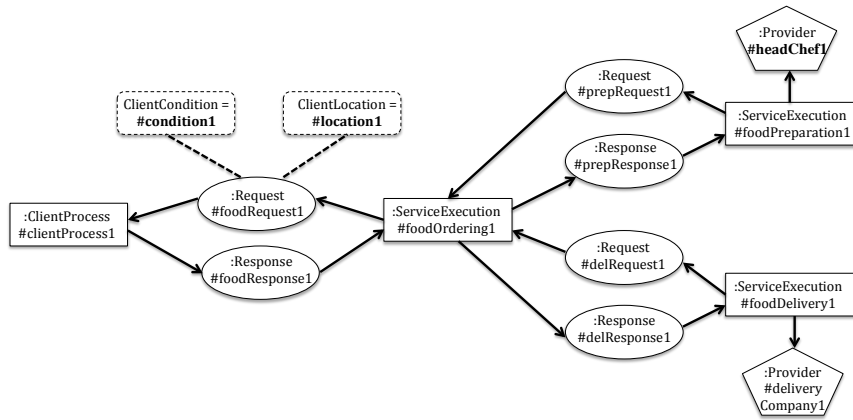 :Provider
#headChef1
:Request
#prepRequest1
ClientCondition =
#condition1
ClientLocation =
#location1
:ServiceExecution
#foodPreparation1
:Response
#prepResponse1
:Request
#foodRequest1
:ClientProcess
#clientProcess1
:ServiceExecution
#foodOrdering1
:Request
#delRequest1
:Response
#foodResponse1
:ServiceExecution
#foodDelivery1
:Response
#delResponse1
:Provider
#delivery
Company1